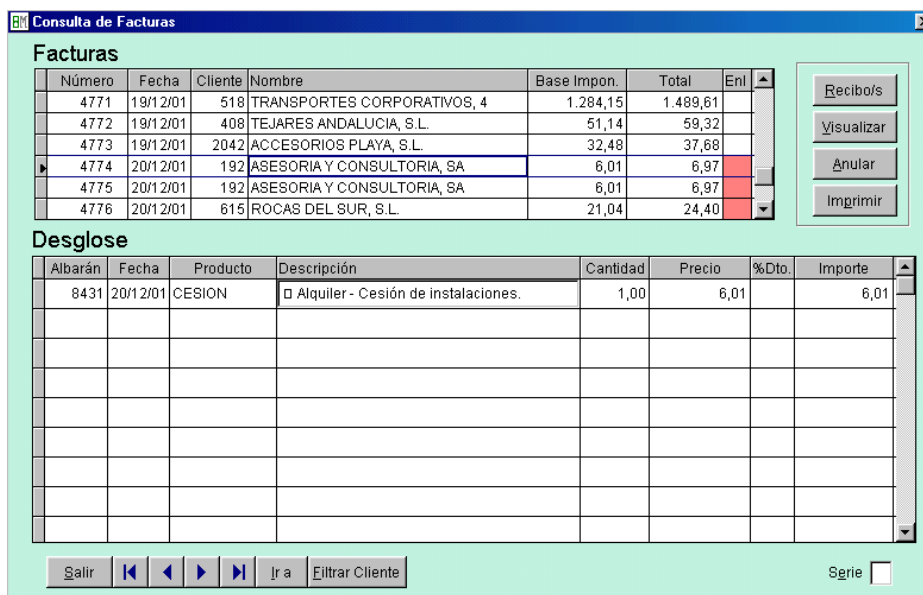 Consulta de Facturas
Facturas
Número Fecha Cliente Nombre Base Impon. Total Enl
4771 19/12/01 518 TRANSPORTES CORPORATIVOS, 4 1.284,15 1.489,61
4772 19/12/01 408 TEJARES ANDALUCIA, S.L. 51,14 59,32
4773 19/12/01 2042 ACCESORIOS PLAYA, S.L. 32,48 37,68
4774 20/12/01 192 ASESORIA Y CONSULTORIA, SA 6,01 6,97
4775 20/12/01 192 ASESORIA Y CONSULTORIA, SA 6,01 6,97
4776 20/12/01 615 ROCAS DEL SUR, S.L. 21,04 24,40
Recibo/s
Visualizar
Anular
Imprimir
Desglose
Albarán Fecha Producto Descripción Cantidad Precio %Dto. Importe
8431 20/12/01 CESION Alquiler - Cesión de instalaciones. 1,00 6,01 6,01
Salir Ir a Filtrar Cliente Serie